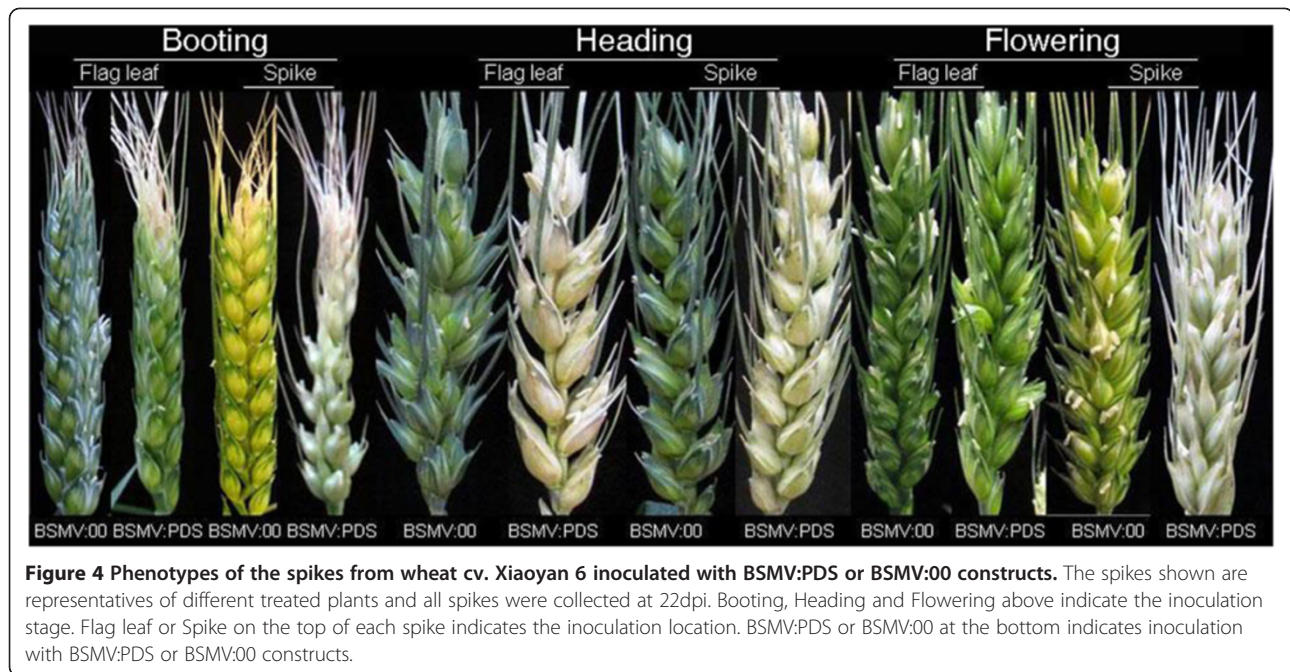 Booting Heading Flowering
Flag leaf Spike Flag leaf Spike Flag leaf Spike
BSMV:00 BSMV:PDS BSMV:00 BSMV:PDS BSMV:00 BSMV:PDS BSMV:00 BSMV:PDS BSMV:00 BSMV:PDS BSMV:00 BSMV:PDS
Figure 4 Phenotypes of the spikes from wheat cv. Xiaoyan 6 inoculated with BSMV:PDS or BSMV:00 constructs. The spikes shown are
representatives of different treated plants and all spikes were collected at 22dpi. Booting, Heading and Flowering above indicate the inoculation
stage. Flag leaf or Spike on the top of each spike indicates the inoculation location. BSMV:PDS or BSMV:00 at the bottom indicates inoculation
with BSMV:PDS or BSMV:00 constructs.